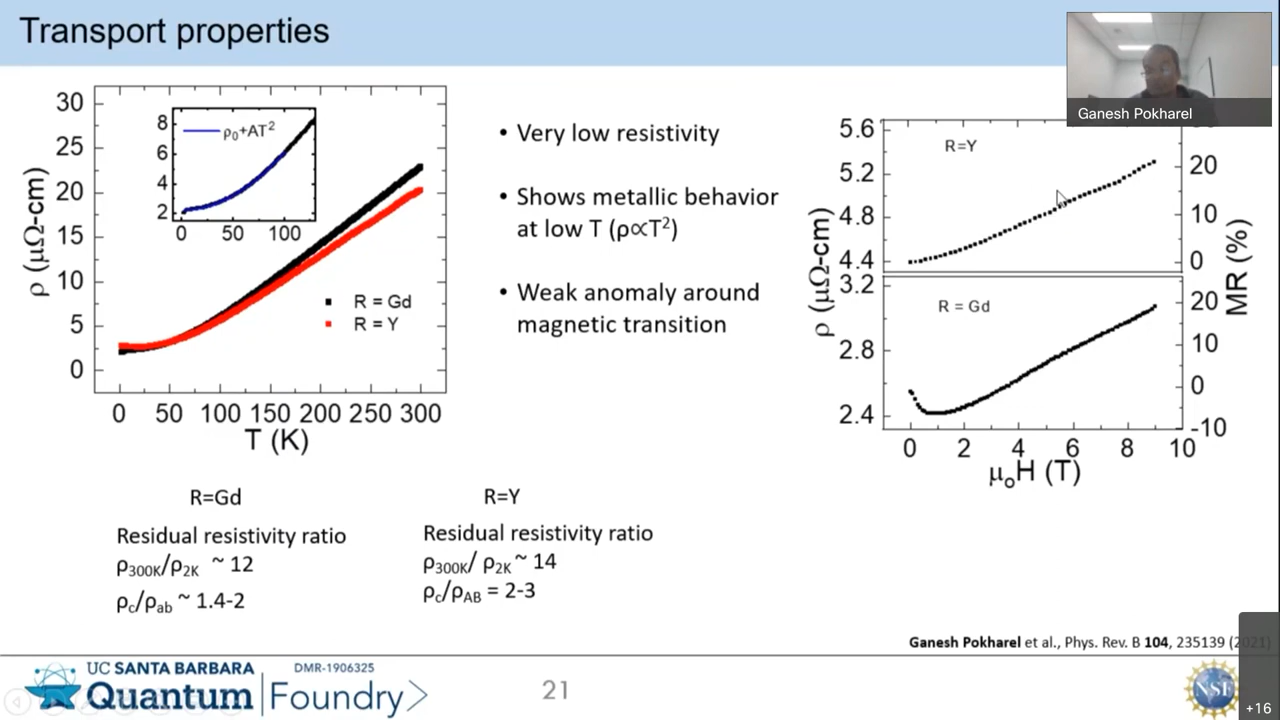 Transport properties
Ganesh Pokharel
30
25
20
15
10
5
0
ρ (μΩ-cm)
8
6
4
2
ρ₀+AT²
0 50 100
R = Gd
R = Y
0 50 100 150 200 250 300
T (K)
• Very low resistivity
• Shows metallic behavior
at low T (ρ∝T²)
• Weak anomaly around
magnetic transition
5.6
5.2
4.8
4.4
R=Y
20
10
0
3.2
2.8
2.4
R = Gd
20
10
0
-10
ρ (μΩ-cm)
MR (%)
0 2 4 6 8 10
μₒH (T)
R=Gd
Residual resistivity ratio
ρ300K/ρ2K ~ 12
ρc/ρab ~ 1.4-2
R=Y
Residual resistivity ratio
ρ300K/ ρ2K ~ 14
ρc/ρAB = 2-3
Ganesh Pokharel et al., Phys. Rev. B 104, 235139 (2021)
UC SANTA BARBARA
Quantum Foundry
DMR-1906325
21
NSF
+16